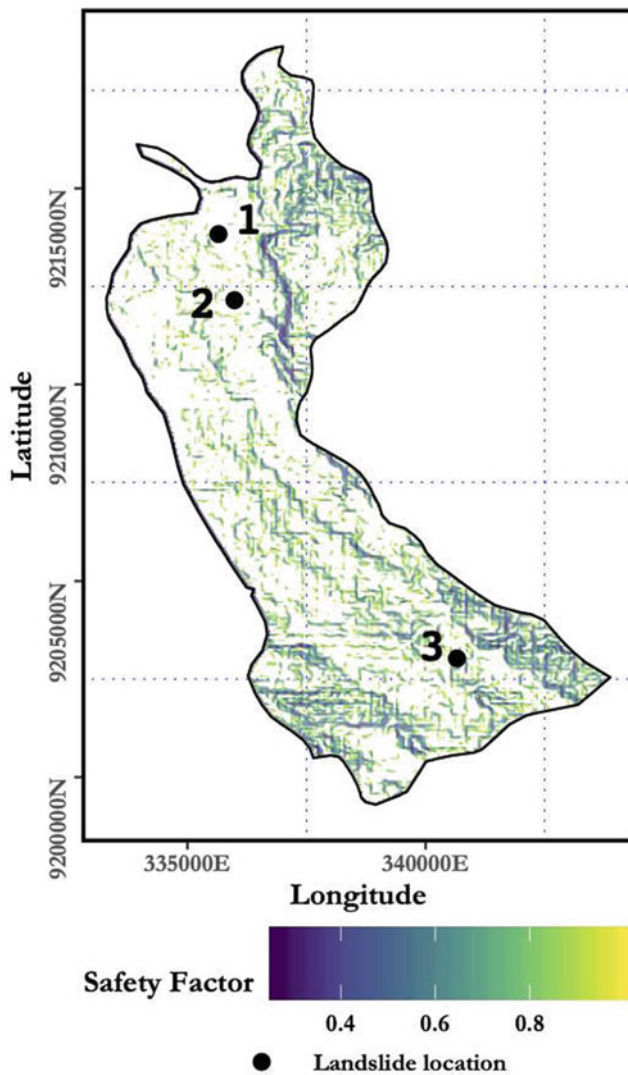 1
9215000N
2
Latitude
9210000N
9205000N
3
9200000N
335000E 340000E
Longitude
Safety Factor
0.4 0.6 0.8
Landslide location